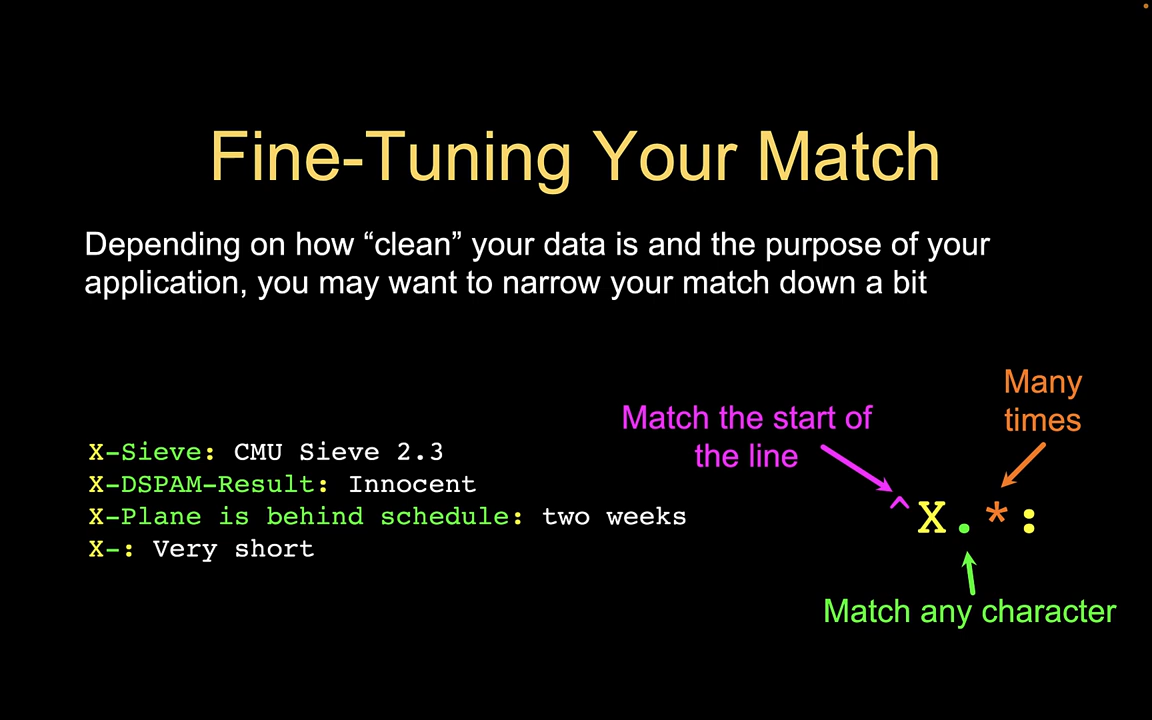 Fine-Tuning Your Match
Depending on how “clean” your data is and the purpose of your
application, you may want to narrow your match down a bit
Many
times
Match the start of
the line
X-Sieve: CMU Sieve 2.3
X-DSPAM-Result: Innocent
X-Plane is behind schedule: two weeks
X-: Very short
^X.*:
Match any character